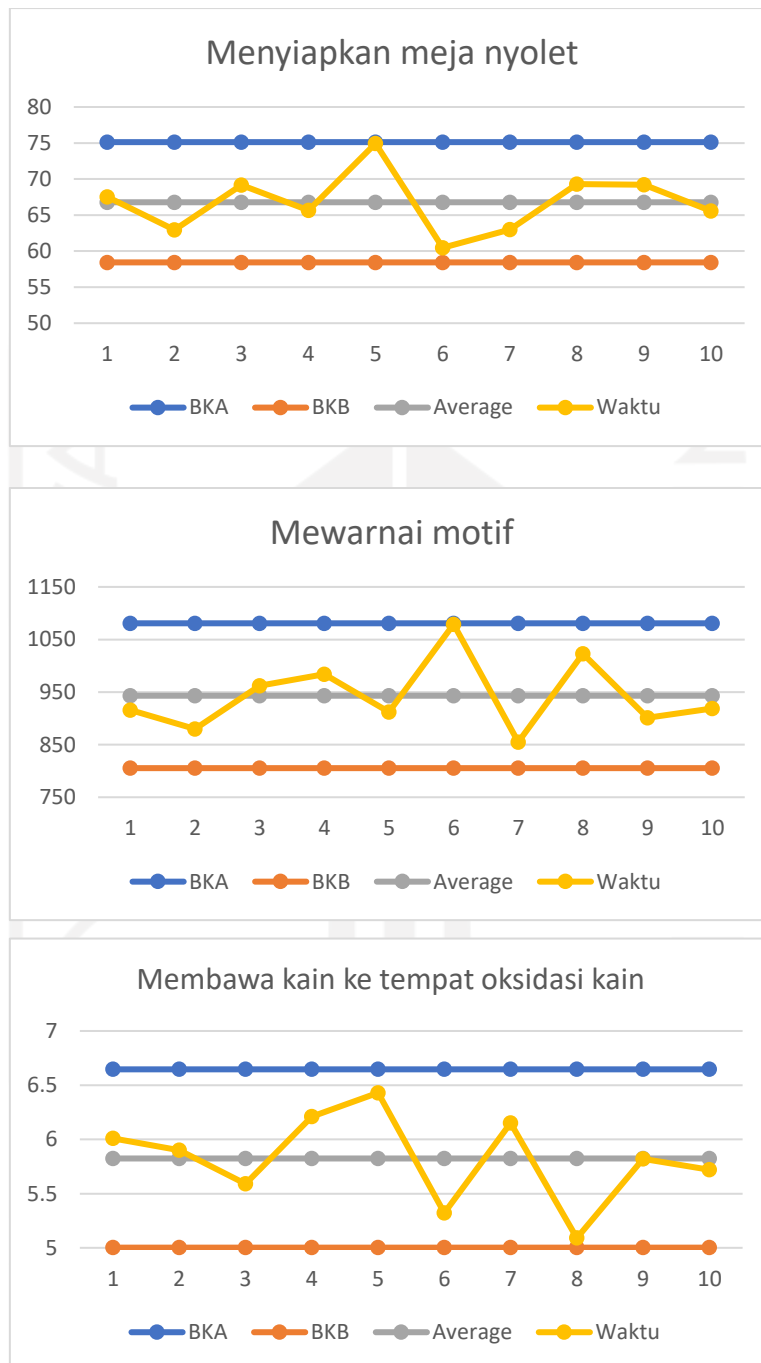 Menyiapkan meja nyolet
80
75
70
65
60
55
50
1 2 3 4 5 6 7 8 9 10
BKA BKB Average Waktu
Mewarnai motif
1150
1050
950
850
750
1 2 3 4 5 6 7 8 9 10
BKA BKB Average Waktu
Membawa kain ke tempat oksidasi kain
7
6.5
6
5.5
5
1 2 3 4 5 6 7 8 9 10
BKA BKB Average Waktu